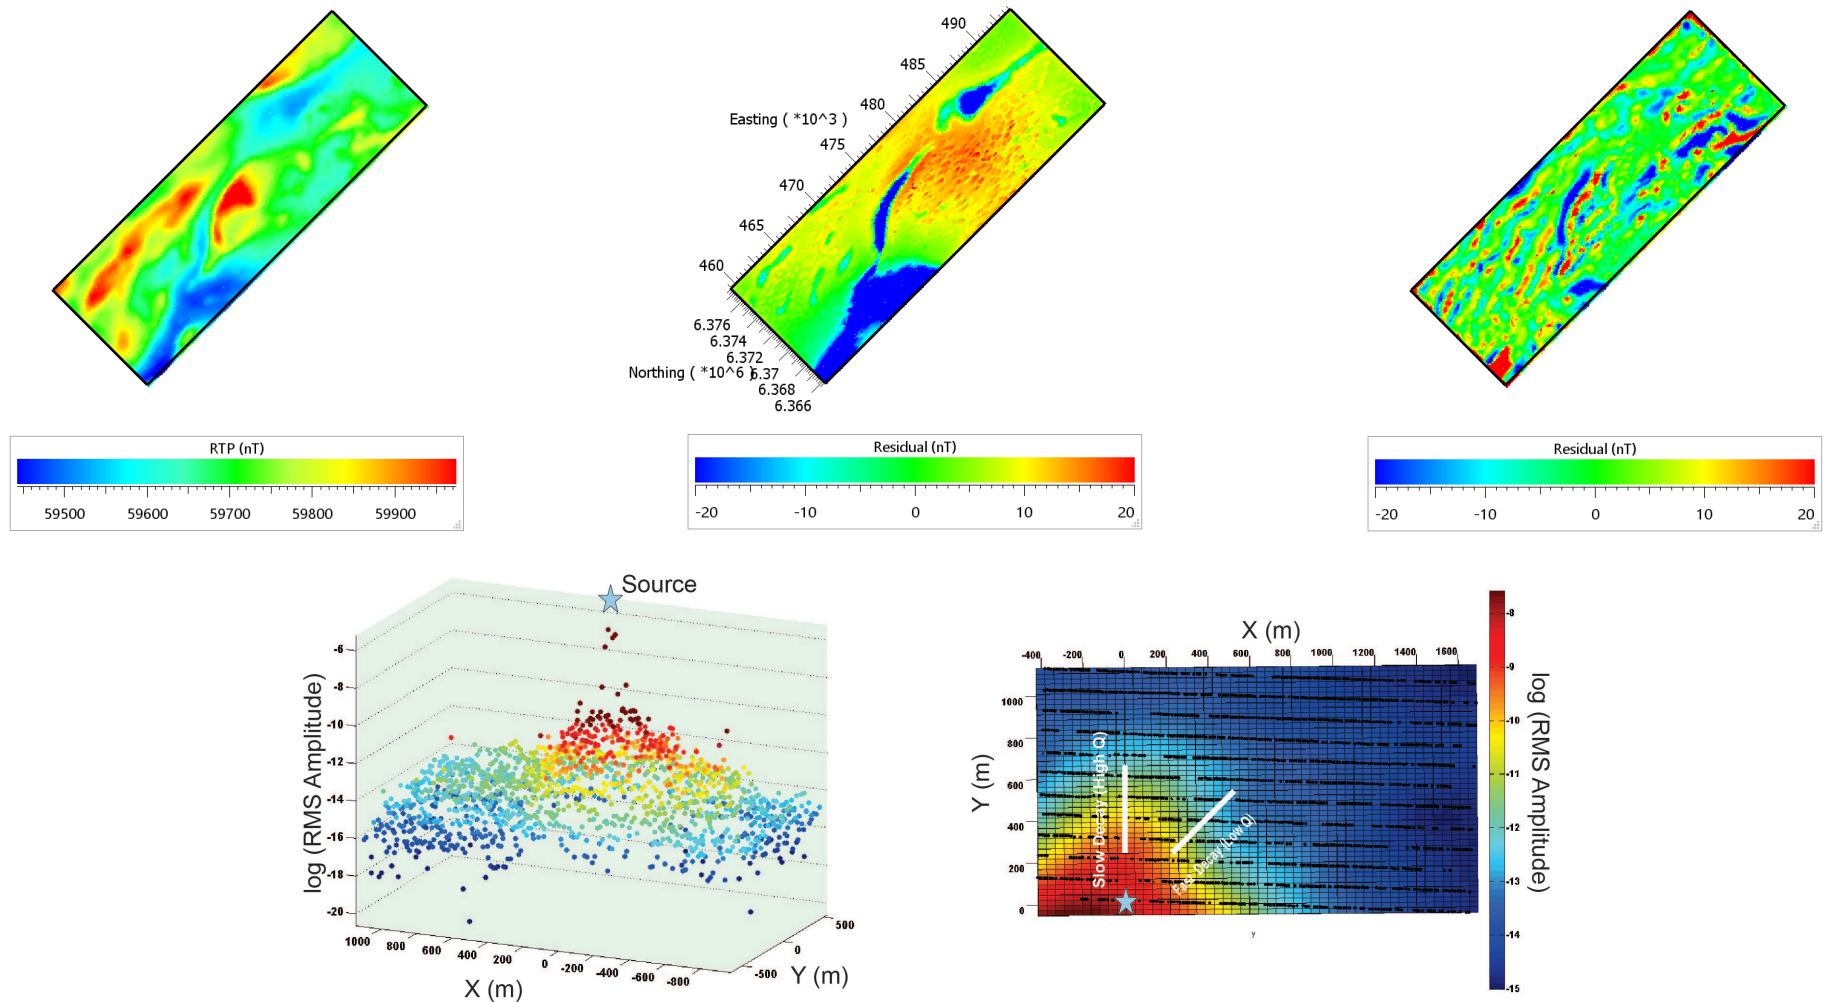 490
485
480
Easting ( *10^3 )
475
470
465
460
6.376
6.374
6.372
Northing ( *10^6 ) 6.37
6.368
6.366
RTP (nT)
59500 59600 59700 59800 59900
Residual (nT)
-20 -10 0 10 20
Residual (nT)
-20 -10 0 10 20
Source
-6
-8
-10
-12
-14
-16
-18
-20
log (RMS Amplitude)
1000 800 600 400 200 0 -200 -400 -600 -800
X (m)
500
0
-500
Y (m)
X (m)
-400 -200 0 200 400 600 800 1000 1200 1400 1600
1000
800
600
400
200
0
Y (m)
Slow Decay (High Q)
Fast Decay (Low Q)
y
-8
-9
-10
-11
-12
-13
-14
-15
log (RMS Amplitude)